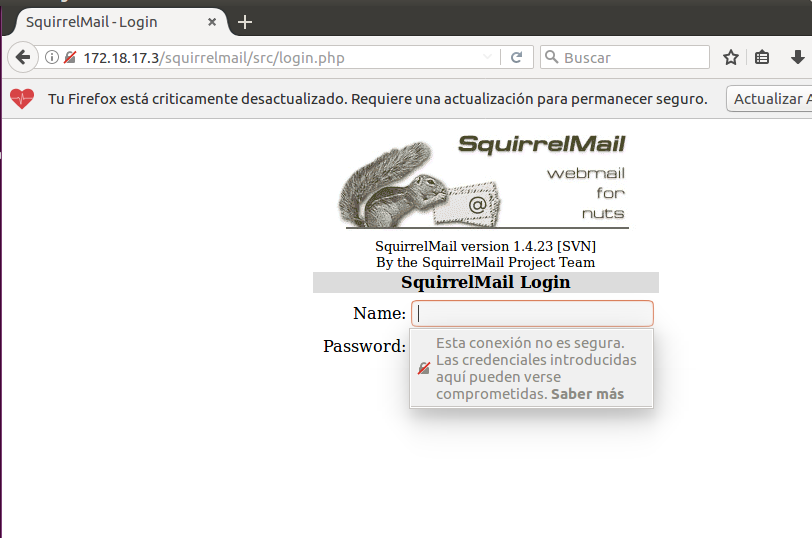 SquirrelMail - Login
172.18.17.3/squirrelmail/src/login.php
Buscar
Tu Firefox está criticamente desactualizado. Requiere una actualización para permanecer seguro.
Actualizar A
SquirrelMail
webmail
for
nuts
@
SquirrelMail version 1.4.23 [SVN]
By the SquirrelMail Project Team
SquirrelMail Login
Name:
Password:
Esta conexión no es segura.
Las credenciales introducidas
aquí pueden verse
comprometidas. Saber más